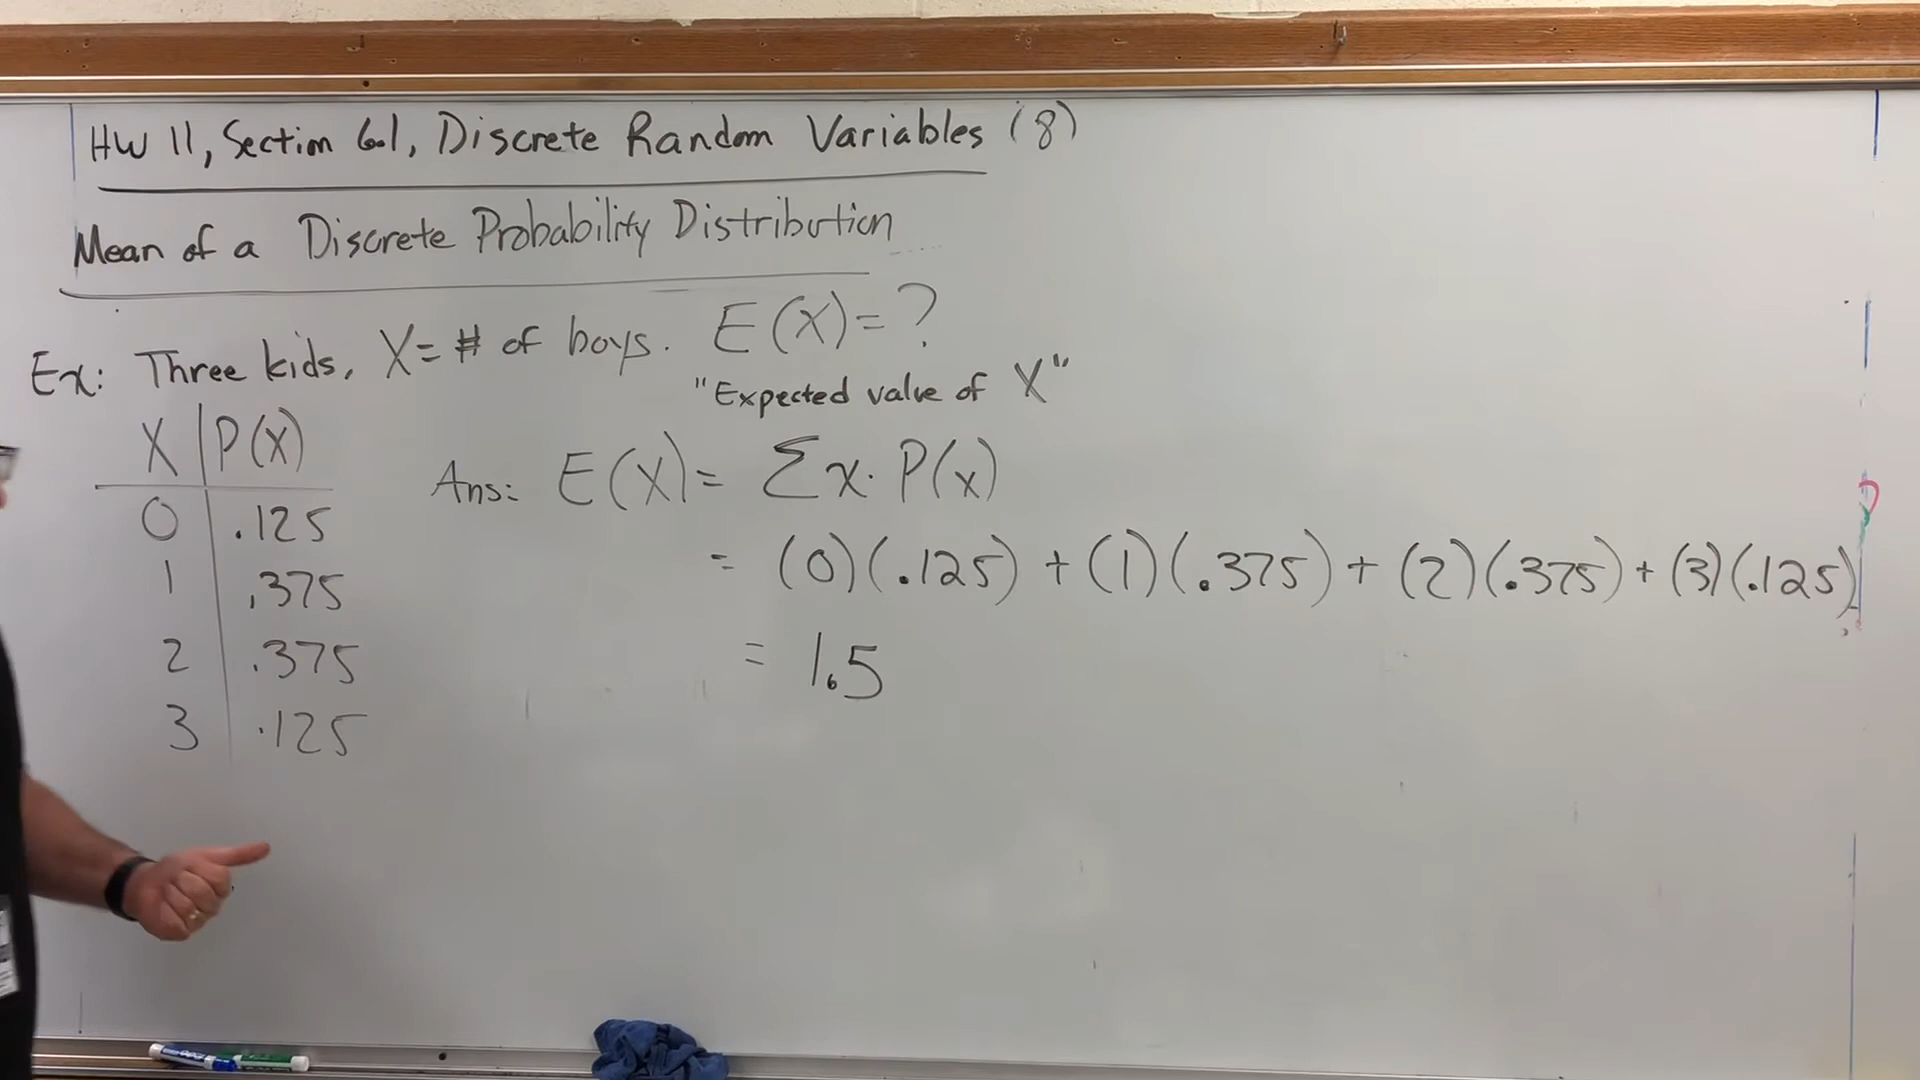 HW 11, Section 6.1, Discrete Random Variables (8)
Mean of a Discrete Probability Distribution
Ex: Three kids, X = # of boys. E(X) = ?
"Expected value of X"
X P(X)
0 .125
1 .375
2 .375
3 .125
Ans: E(X) = Σx·P(x)
= (0)(.125) + (1)(.375) + (2)(.375) + (3)(.125)
= 1.5